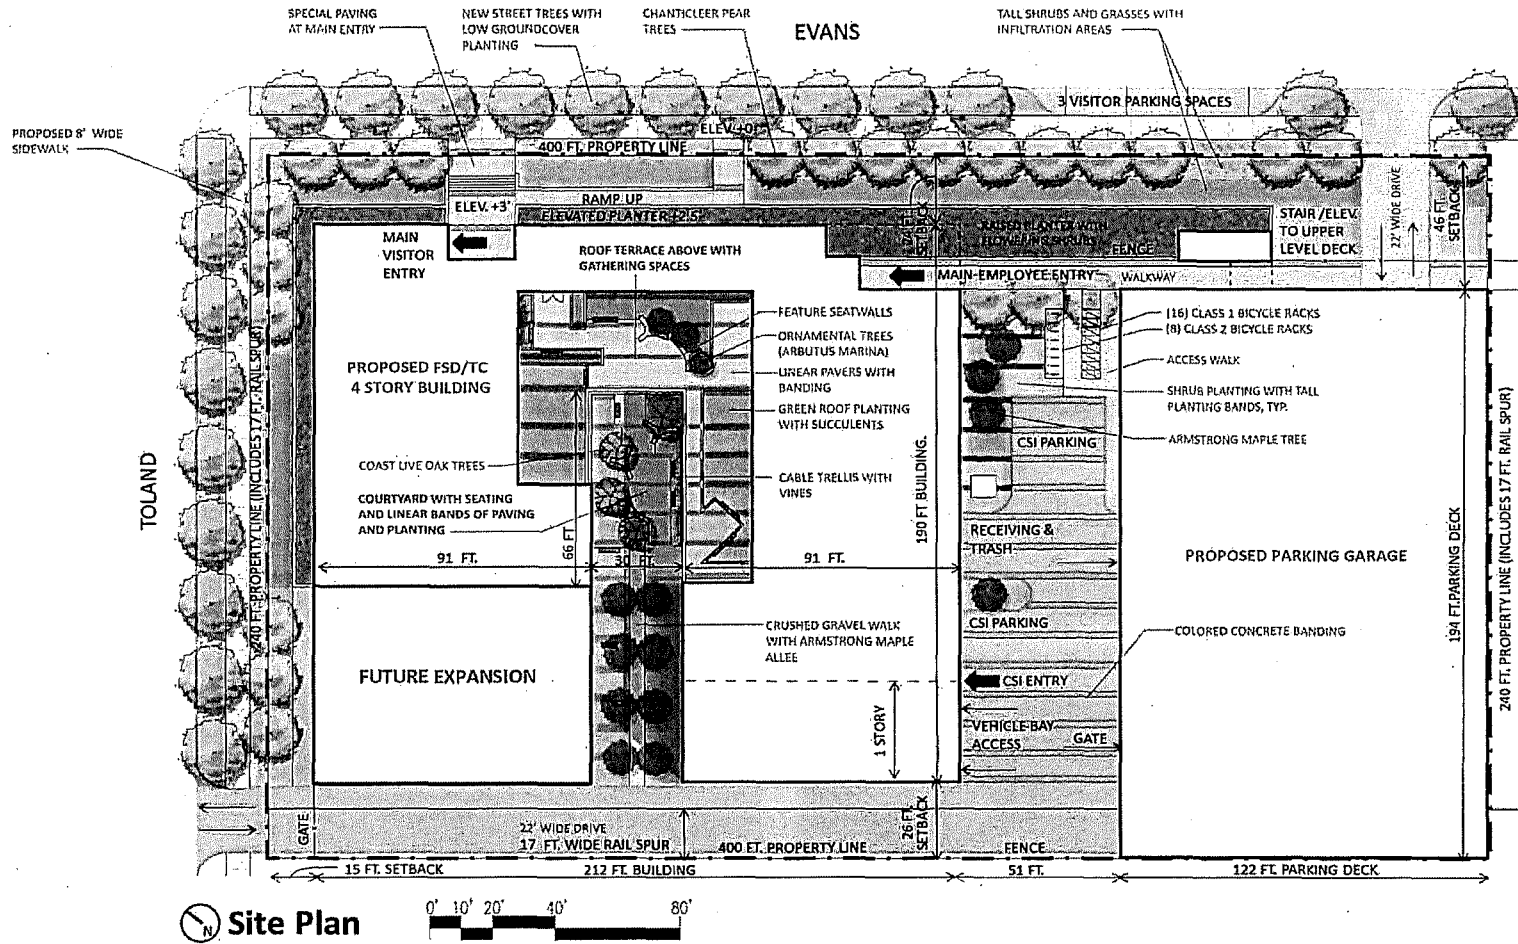 SPECIAL PAVING
AT MAIN ENTRY
NEW STREET TREES WITH
LOW GROUNDCOVER
PLANTING
CHANTICLEER PEAR
TREES
EVANS
TALL SHRUBS AND GRASSES WITH
INFILTRATION AREAS
PROPOSED 8' WIDE
SIDEWALK
3 VISITOR PARKING SPACES
ELEV. +0'
400 FT. PROPERTY LINE
RAMP UP
ELEV. +3'
ELEVATED PLANTER +2.5'
MAIN
VISITOR
ENTRY
ROOF TERRACE ABOVE WITH
GATHERING SPACES
SETBACK
RAISED PLANTER WITH
FLOWERING SHRUBS
FENCE
STAIR/ELEV.
TO UPPER
LEVEL DECK
22' WIDE DRIVE
46 FT.
SETBACK
MAIN EMPLOYEE ENTRY
WALKWAY
FEATURE SEATWALLS
ORNAMENTAL TREES
(ARBUTUS MARINA)
LINEAR PAVERS WITH
BANDING
GREEN ROOF PLANTING
WITH SUCCULENTS
(16) CLASS 1 BICYCLE RACKS
(8) CLASS 2 BICYCLE RACKS
ACCESS WALK
SHRUB PLANTING WITH TALL
PLANTING BANDS, TYP.
ARMSTRONG MAPLE TREE
PROPOSED FSD/TC
4 STORY BUILDING
CSI PARKING
COAST LIVE OAK TREES
CABLE TRELLIS WITH
VINES
COURTYARD WITH SEATING
AND LINEAR BANDS OF PAVING
AND PLANTING
TOLAND
240 FT. PROPERTY LINE (INCLUDES 17 FT. RAIL SPUR)
66 FT
190 FT BUILDING.
RECEIVING &
TRASH
PROPOSED PARKING GARAGE
194 FT. PARKING DECK
240 FT. PROPERTY LINE (INCLUDES 17 FT. RAIL SPUR)
91 FT.
30 FT.
91 FT.
CSI PARKING
CRUSHED GRAVEL WALK
WITH ARMSTRONG MAPLE
ALLEE
COLORED CONCRETE BANDING
FUTURE EXPANSION
CSI ENTRY
1 STORY
VEHICLE BAY
ACCESS
GATE
GATE
22' WIDE DRIVE
17 FT. WIDE RAIL SPUR
400 FT. PROPERTY LINE
26 FT.
SETBACK
FENCE
15 FT. SETBACK
212 FT. BUILDING
51 FT.
122 FT. PARKING DECK
N
Site Plan
0' 10' 20' 40' 80'